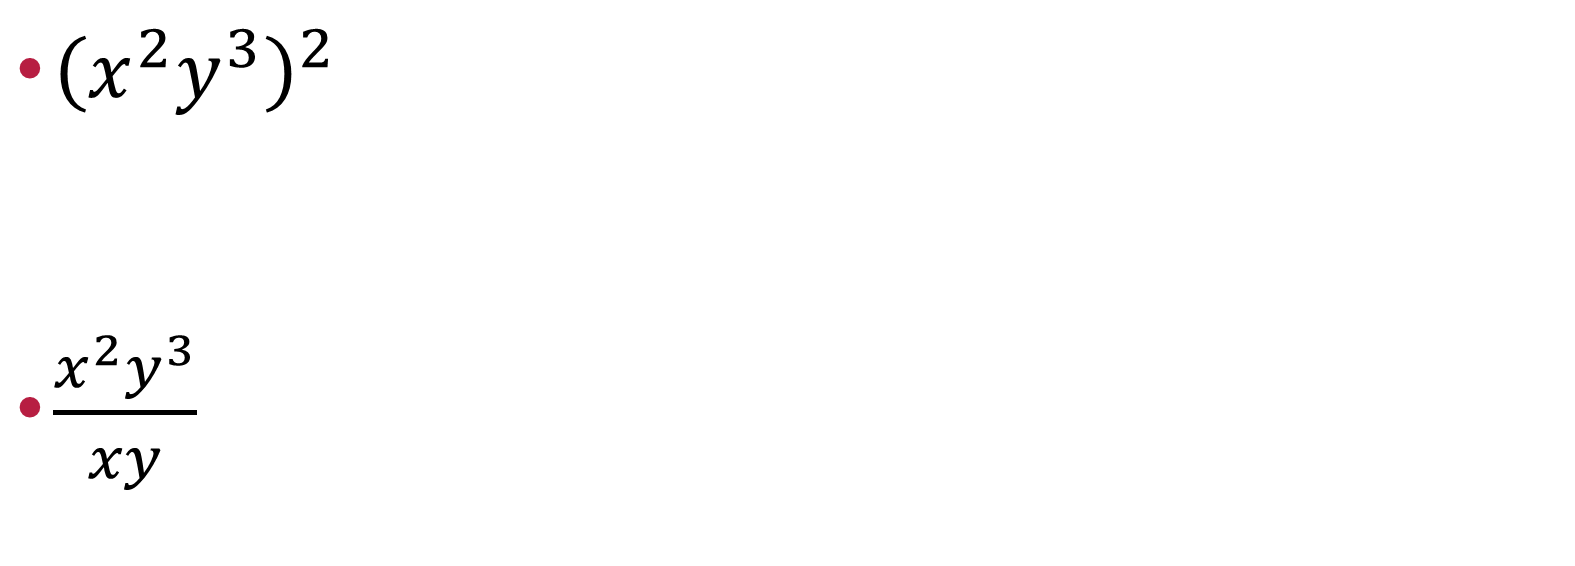 • (x²y³)²
• x²y³/xy